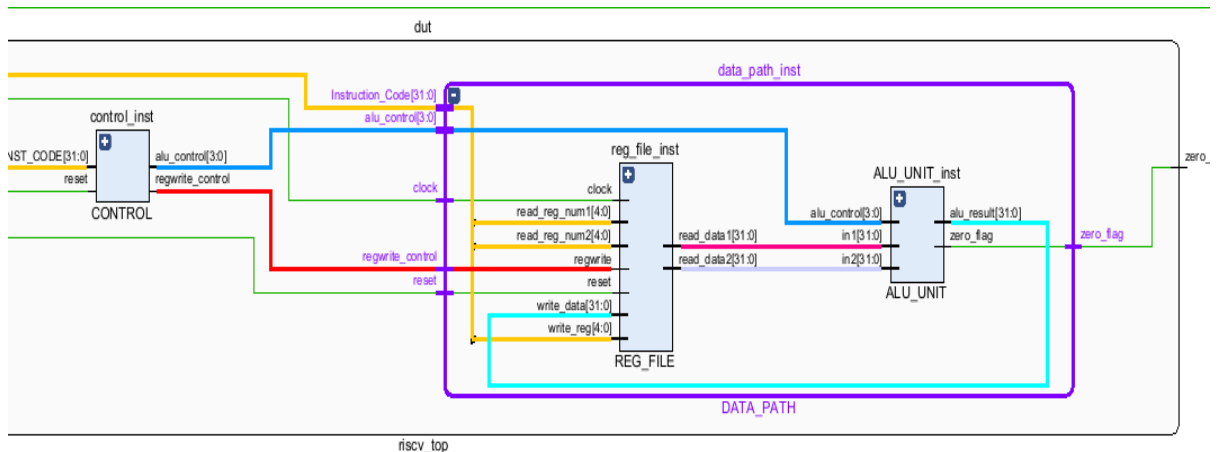 dut
data_path_inst
Instruction_Code[31:0]
alu_control[3:0]
control_inst
NST_CODE[31:0]
alu_control[3:0]
reset
regwrite_control
CONTROL
reg_file_inst
clock
clock
read_reg_num1[4:0]
read_reg_num2[4:0]
read_data1[31:0]
read_data2[31:0]
regwrite_control
regwrite
reset
reset
write_data[31:0]
write_reg[4:0]
REG_FILE
ALU_UNIT_inst
alu_control[3:0]
alu_result[31:0]
in1[31:0]
zero_flag
in2[31:0]
ALU_UNIT
zero_flag
zero_
DATA_PATH
riscv_top